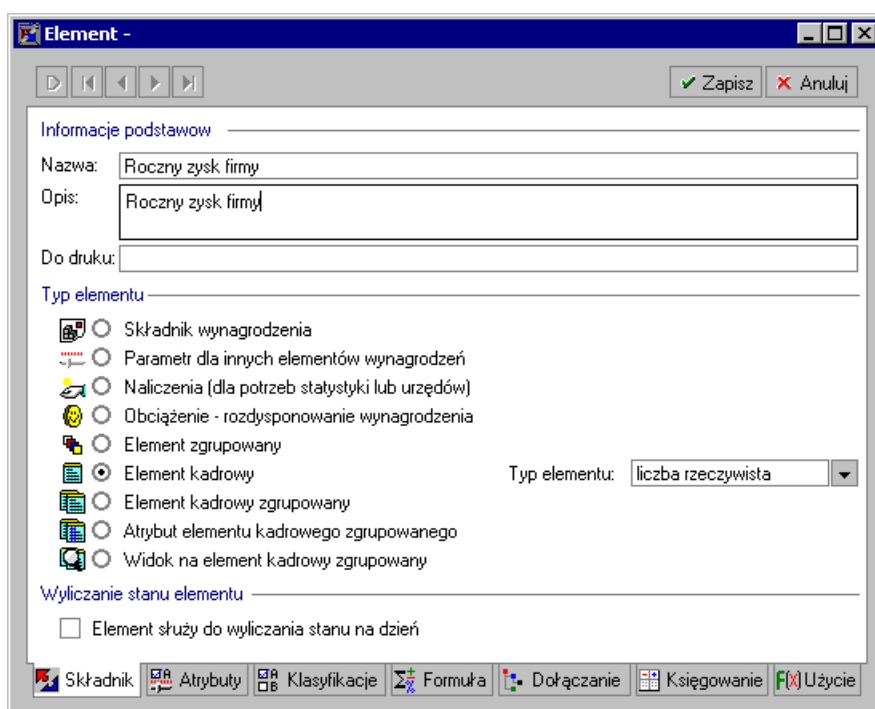 Element -
Zapisz Anuluj
Informacje podstawow
Nazwa: Roczny zysk firmy
Opis: Roczny zysk firmy
Do druku:
Typ elementu
Składnik wynagrodzenia
Parametr dla innych elementów wynagrodzeń
Naliczenia (dla potrzeb statystyki lub urzędów)
Obciążenie - rozdysponowanie wynagrodzenia
Element zgrupowany
Element kadrowy Typ elementu: liczba rzeczywista
Element kadrowy zgrupowany
Atrybut elementu kadrowego zgrupowanego
Widok na element kadrowy zgrupowany
Wyliczanie stanu elementu
Element służy do wyliczania stanu na dzień
Składnik Atrybuty Klasyfikacje Formuła Dołączanie Księgowanie F(X) Użycie